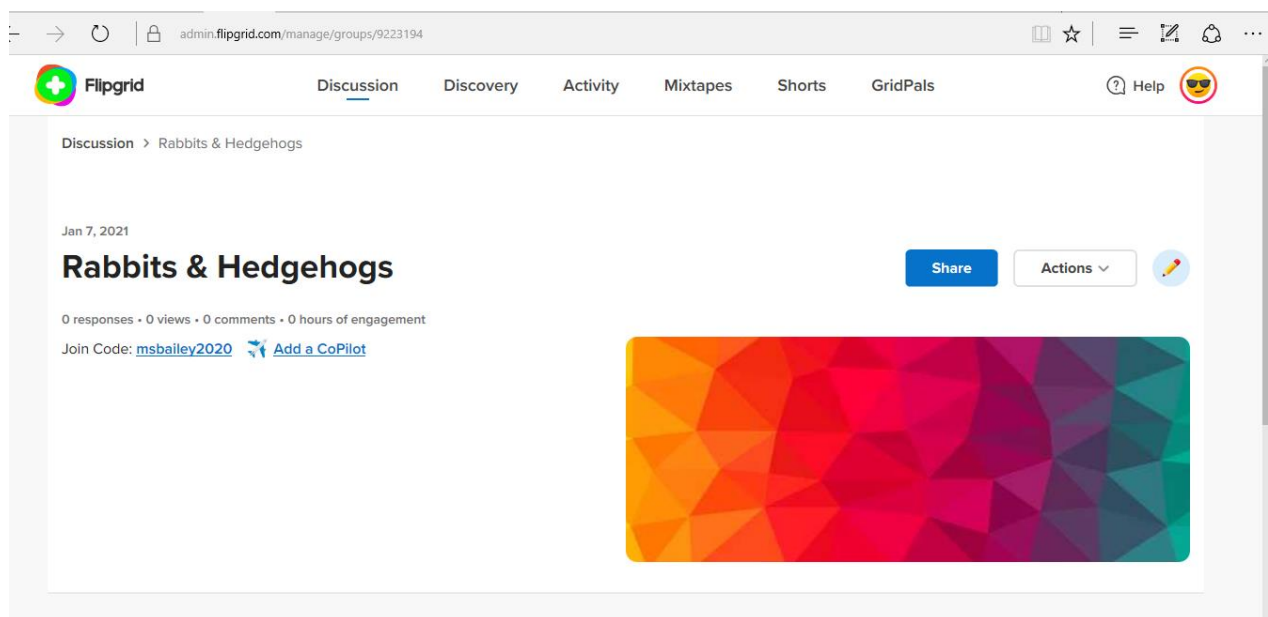 admin.flipgrid.com/manage/groups/9223194
Flipgrid Discussion Discovery Activity Mixtapes Shorts GridPals Help
Discussion > Rabbits & Hedgehogs
Jan 7, 2021
Rabbits & Hedgehogs
Share Actions
0 responses • 0 views • 0 comments • 0 hours of engagement
Join Code: msbailey2020 Add a CoPilot